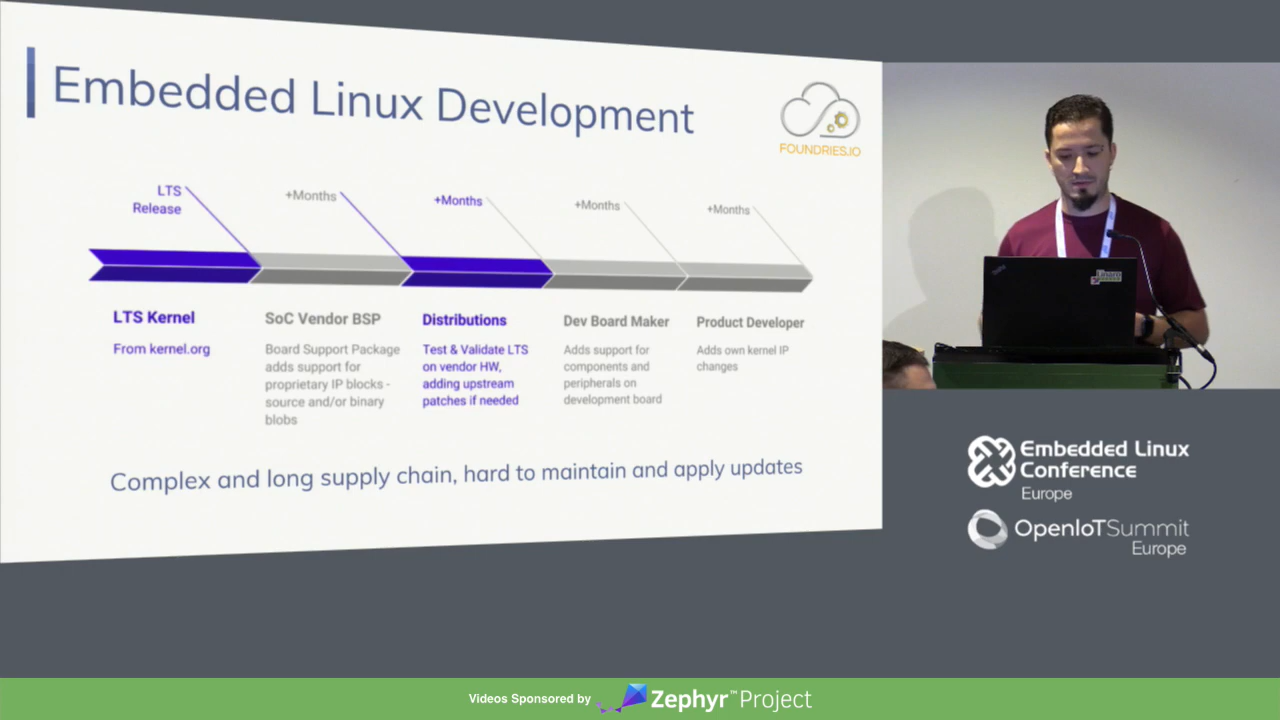 Embedded Linux Development
FOUNDRIES.IO
LTS
Release
+Months
+Months
+Months
+Months
LTS Kernel
From kernel.org
SoC Vendor BSP
Board Support Package
adds support for
proprietary IP blocks -
source and/or binary
blobs
Distributions
Test & Validate LTS
on vendor HW,
adding upstream
patches if needed
Dev Board Maker
Adds support for
components and
peripherals on
development board
Product Developer
Adds own kernel IP
changes
Complex and long supply chain, hard to maintain and apply updates
ThinkPad
Embedded Linux
Conference
Europe
OpenIoTSummit
Europe
Videos Sponsored by
Zephyr™Project